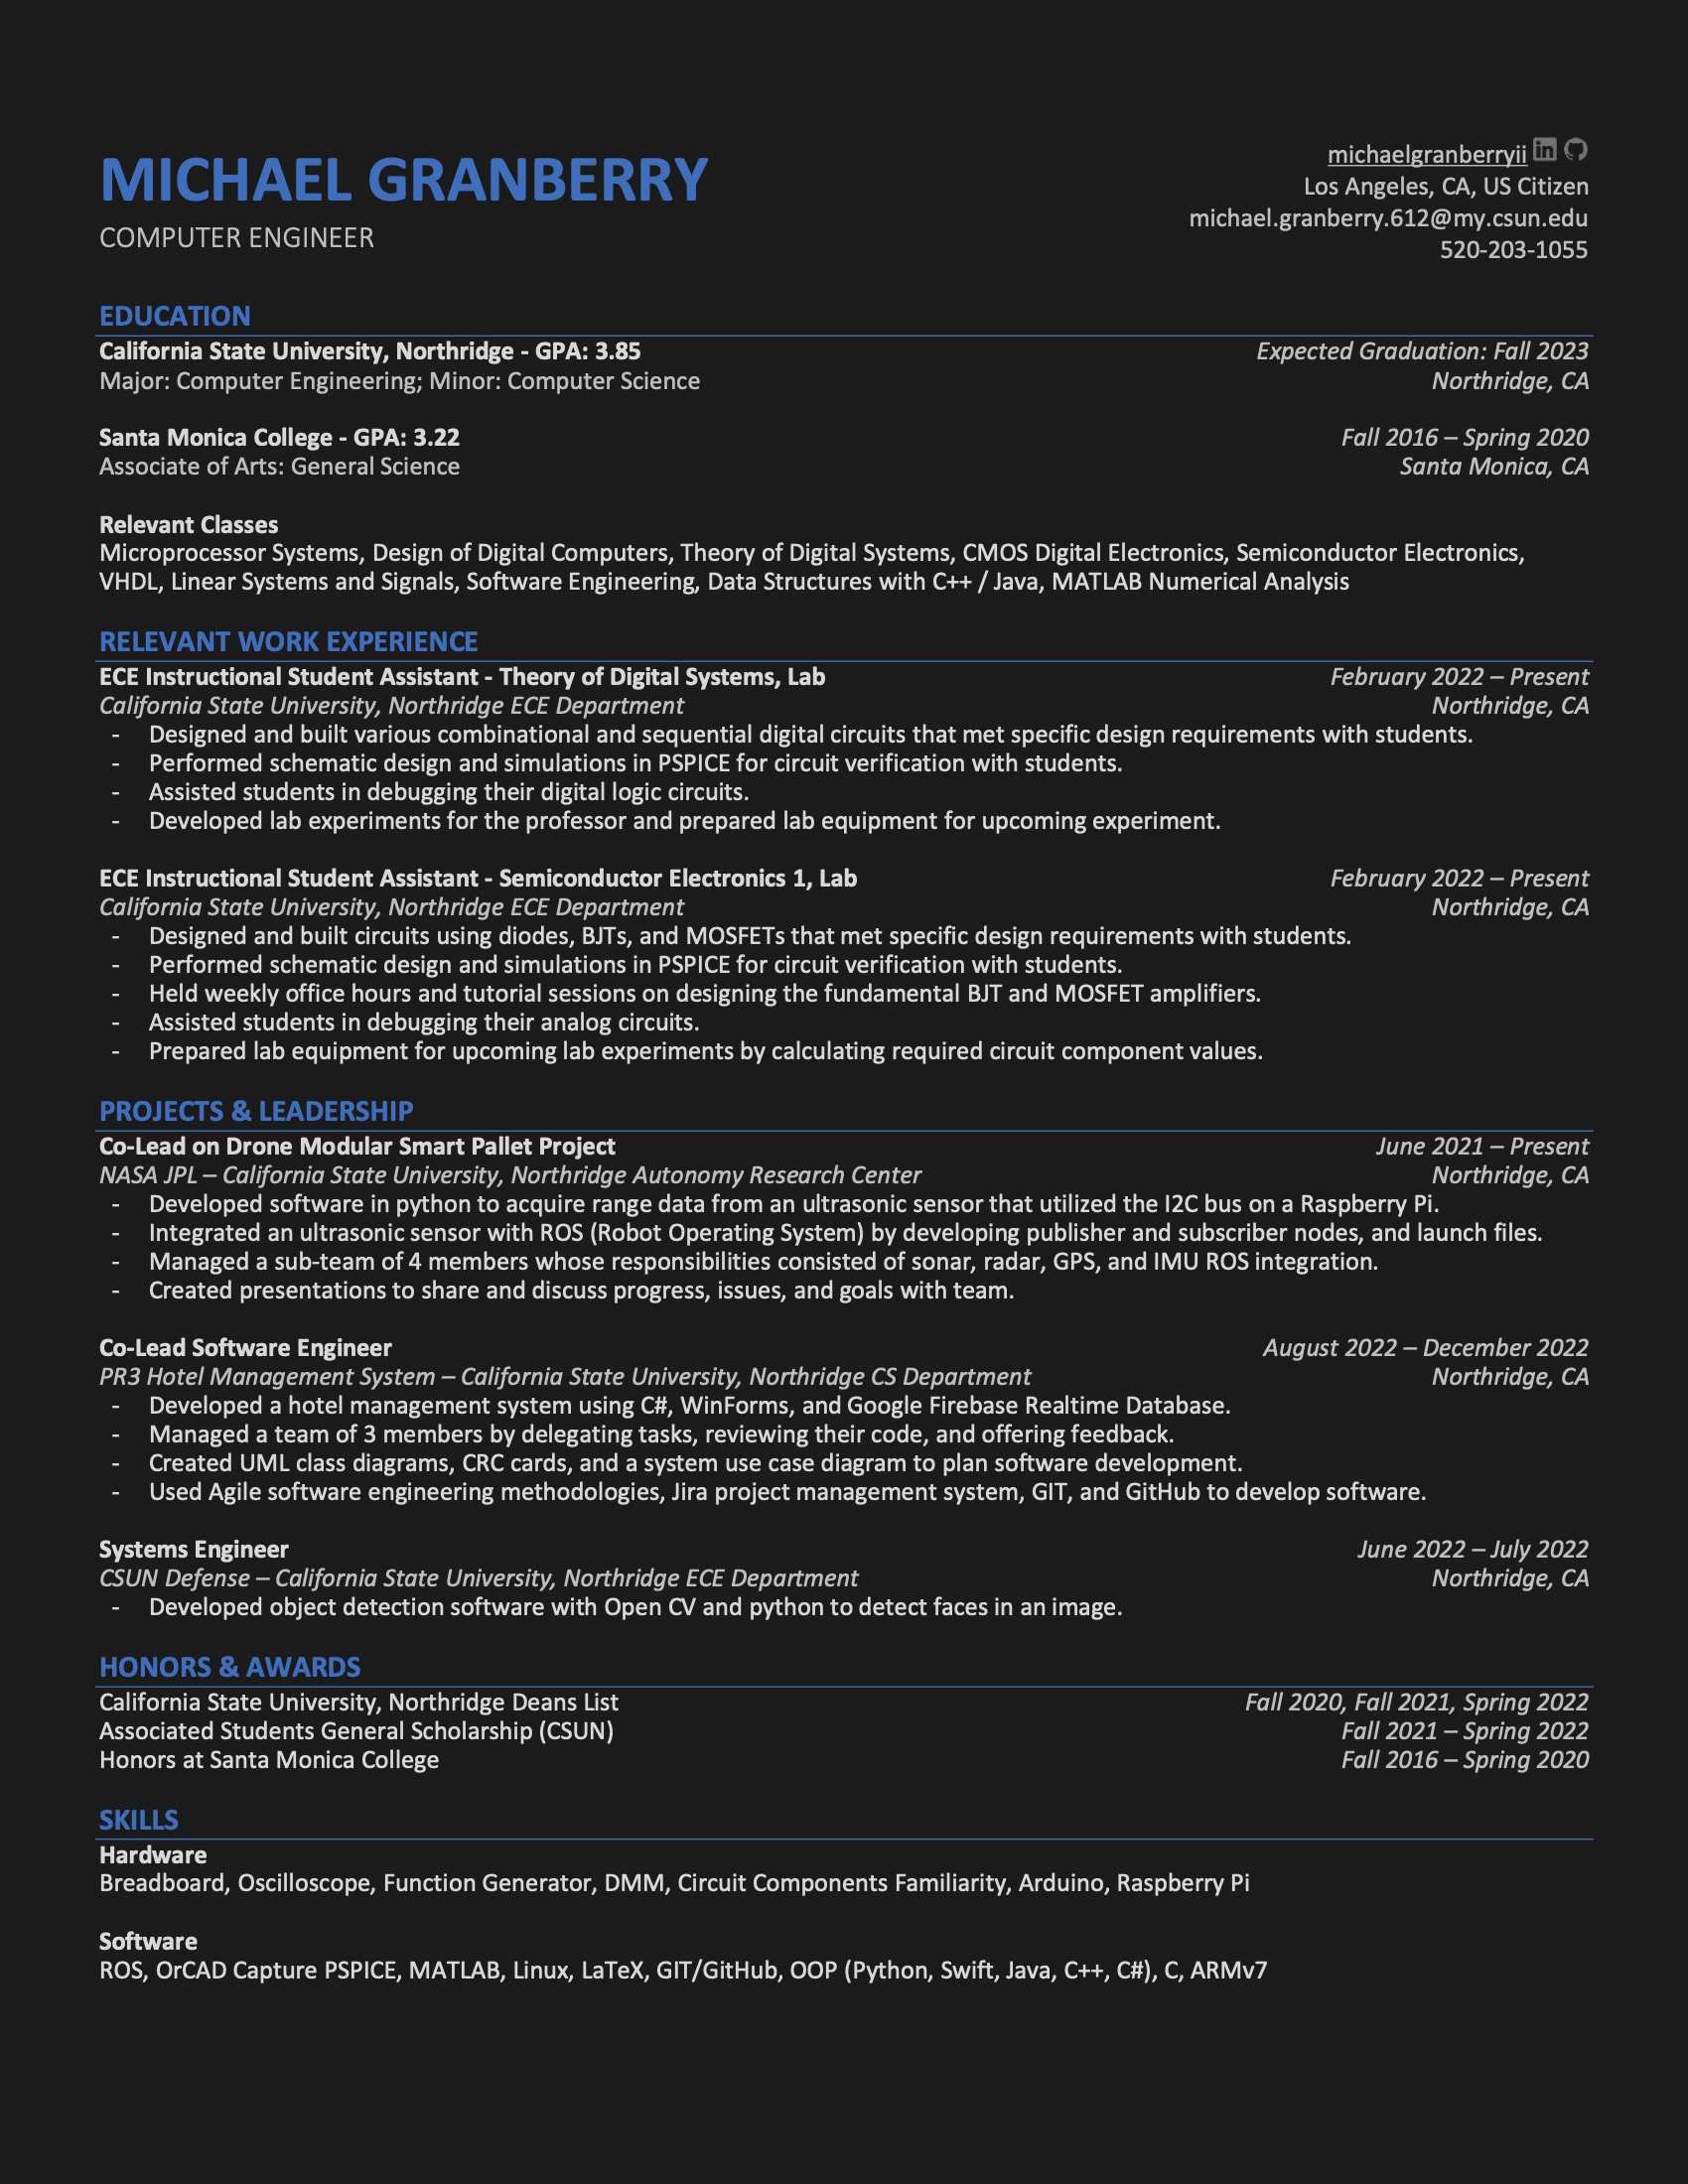 MICHAEL GRANBERRY
COMPUTER ENGINEER
michaelgranberryii in
Los Angeles, CA, US Citizen
michael.granberry.612@my.csun.edu
520-203-1055
EDUCATION
California State University, Northridge - GPA: 3.85 Expected Graduation: Fall 2023
Major: Computer Engineering; Minor: Computer Science Northridge, CA
Santa Monica College - GPA: 3.22 Fall 2016 – Spring 2020
Associate of Arts: General Science Santa Monica, CA
Relevant Classes
Microprocessor Systems, Design of Digital Computers, Theory of Digital Systems, CMOS Digital Electronics, Semiconductor Electronics,
VHDL, Linear Systems and Signals, Software Engineering, Data Structures with C++ / Java, MATLAB Numerical Analysis
RELEVANT WORK EXPERIENCE
ECE Instructional Student Assistant - Theory of Digital Systems, Lab February 2022 – Present
California State University, Northridge ECE Department Northridge, CA
- Designed and built various combinational and sequential digital circuits that met specific design requirements with students.
- Performed schematic design and simulations in PSPICE for circuit verification with students.
- Assisted students in debugging their digital logic circuits.
- Developed lab experiments for the professor and prepared lab equipment for upcoming experiment.
ECE Instructional Student Assistant - Semiconductor Electronics 1, Lab February 2022 – Present
California State University, Northridge ECE Department Northridge, CA
- Designed and built circuits using diodes, BJTs, and MOSFETs that met specific design requirements with students.
- Performed schematic design and simulations in PSPICE for circuit verification with students.
- Held weekly office hours and tutorial sessions on designing the fundamental BJT and MOSFET amplifiers.
- Assisted students in debugging their analog circuits.
- Prepared lab equipment for upcoming lab experiments by calculating required circuit component values.
PROJECTS & LEADERSHIP
Co-Lead on Drone Modular Smart Pallet Project June 2021 – Present
NASA JPL – California State University, Northridge Autonomy Research Center Northridge, CA
- Developed software in python to acquire range data from an ultrasonic sensor that utilized the I2C bus on a Raspberry Pi.
- Integrated an ultrasonic sensor with ROS (Robot Operating System) by developing publisher and subscriber nodes, and launch files.
- Managed a sub-team of 4 members whose responsibilities consisted of sonar, radar, GPS, and IMU ROS integration.
- Created presentations to share and discuss progress, issues, and goals with team.
Co-Lead Software Engineer August 2022 – December 2022
PR3 Hotel Management System – California State University, Northridge CS Department Northridge, CA
- Developed a hotel management system using C#, WinForms, and Google Firebase Realtime Database.
- Managed a team of 3 members by delegating tasks, reviewing their code, and offering feedback.
- Created UML class diagrams, CRC cards, and a system use case diagram to plan software development.
- Used Agile software engineering methodologies, Jira project management system, GIT, and GitHub to develop software.
Systems Engineer June 2022 – July 2022
CSUN Defense – California State University, Northridge ECE Department Northridge, CA
- Developed object detection software with Open CV and python to detect faces in an image.
HONORS & AWARDS
California State University, Northridge Deans List Fall 2020, Fall 2021, Spring 2022
Associated Students General Scholarship (CSUN) Fall 2021 – Spring 2022
Honors at Santa Monica College Fall 2016 – Spring 2020
SKILLS
Hardware
Breadboard, Oscilloscope, Function Generator, DMM, Circuit Components Familiarity, Arduino, Raspberry Pi
Software
ROS, OrCAD Capture PSPICE, MATLAB, Linux, LaTeX, GIT/GitHub, OOP (Python, Swift, Java, C++, C#), C, ARMv7